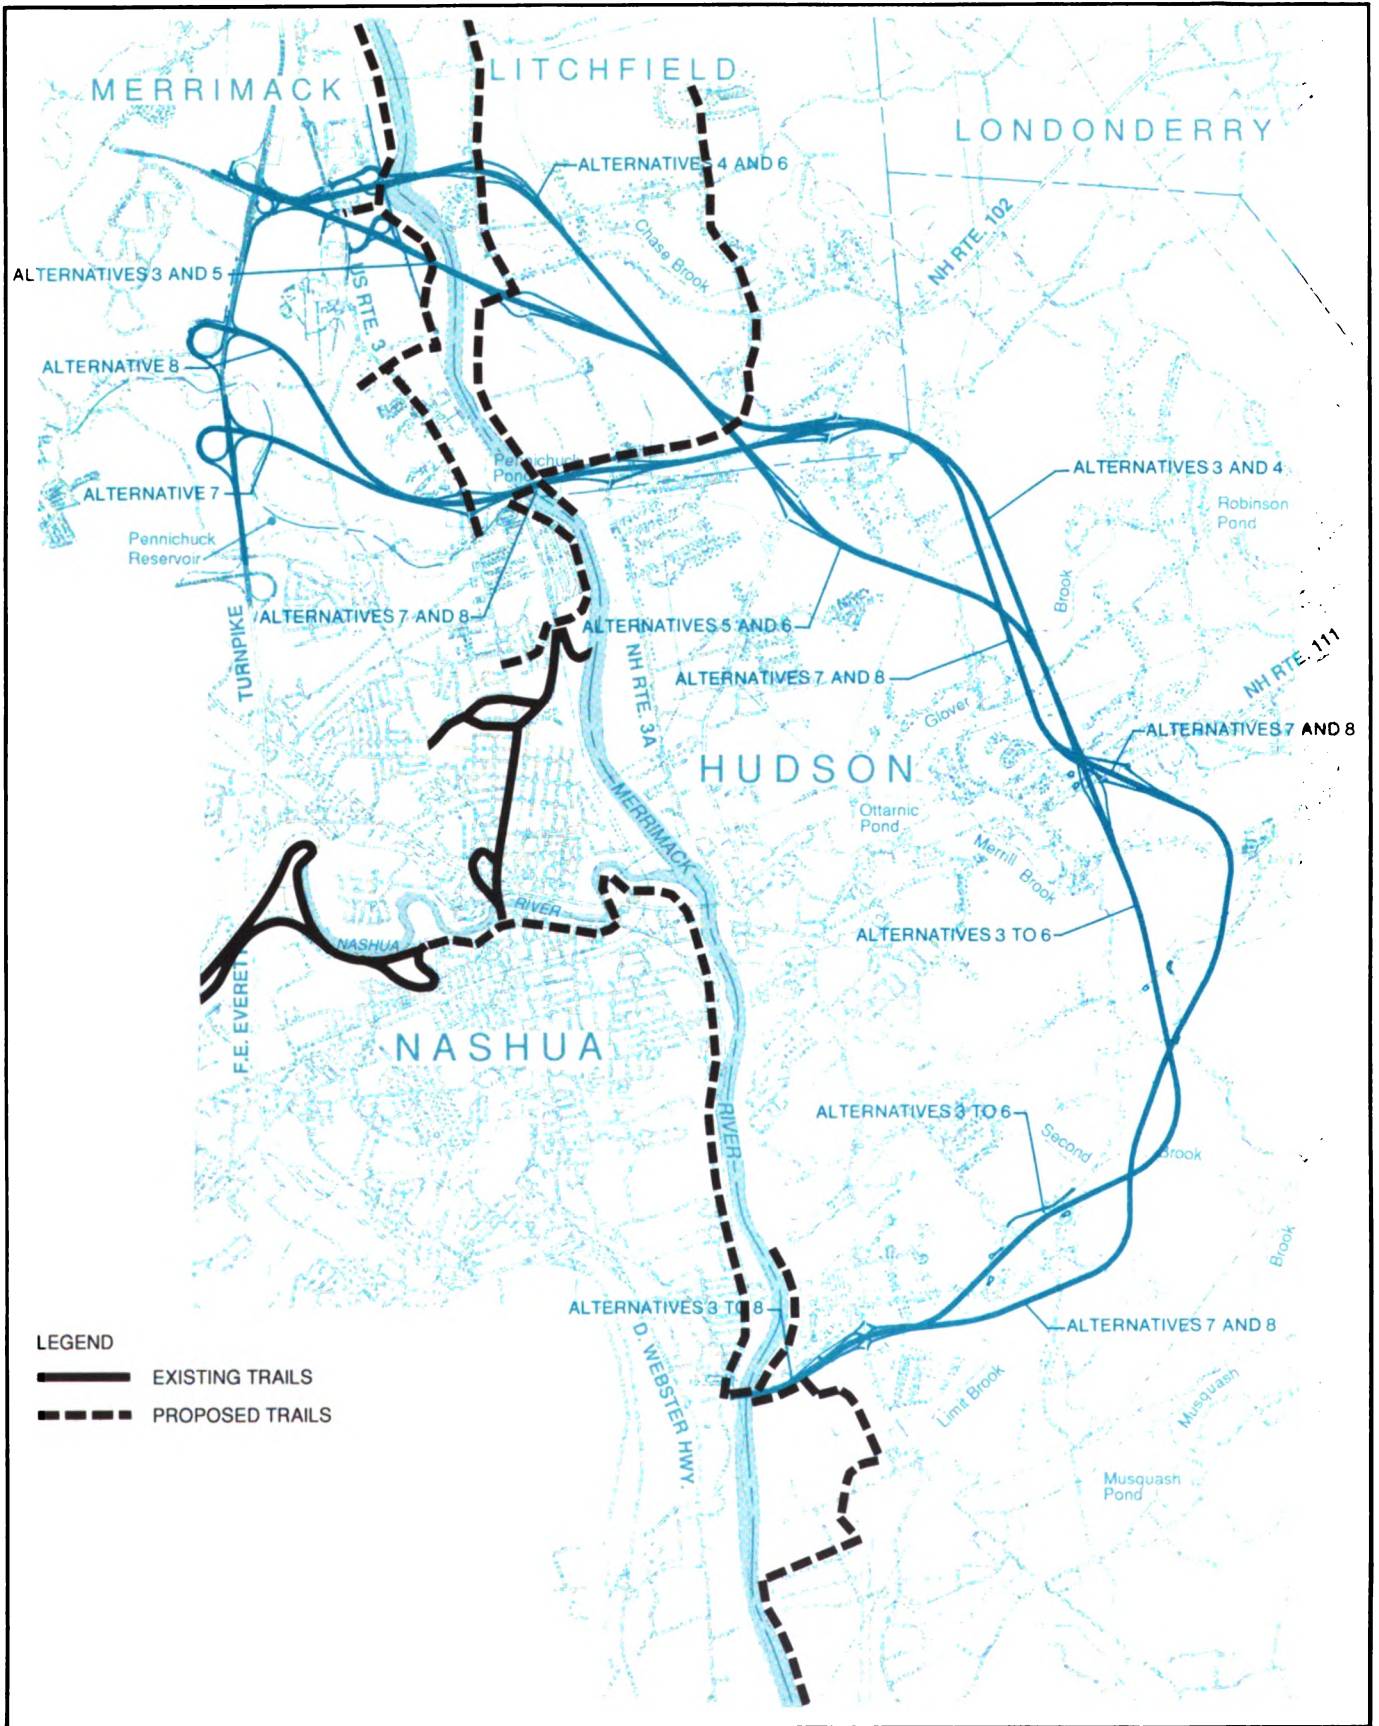 MERRIMACK
LITCHFIELD
LONDONDERRY
ALTERNATIVES 4 AND 6
NH RTE. 102
Chase Brook
ALTERNATIVES 3 AND 5
US RTE. 3
ALTERNATIVE 8
Pennichuck
Pond
ALTERNATIVES 3 AND 4
ALTERNATIVE 7
Robinson
Pond
Pennichuck
Reservoir
Brook
ALTERNATIVES 7 AND 8
ALTERNATIVES 5 AND 6
TURNPIKE
NH RTE. 3A
NH RTE. 111
ALTERNATIVES 7 AND 8
Glover
ALTERNATIVES 7 AND 8
HUDSON
MERRIMACK
Ottarnic
Pond
Merrill Brook
RIVER
NASHUA
ALTERNATIVES 3 TO 6
F.E. EVERETT
NASHUA
ALTERNATIVES 3 TO 6
RIVER
Second
Brook
Brook
ALTERNATIVES 3 TO 8
ALTERNATIVES 7 AND 8
LEGEND
D. WEBSTER HWY.
EXISTING TRAILS
PROPOSED TRAILS
Limit Brook
Musquash
Musquash
Pond